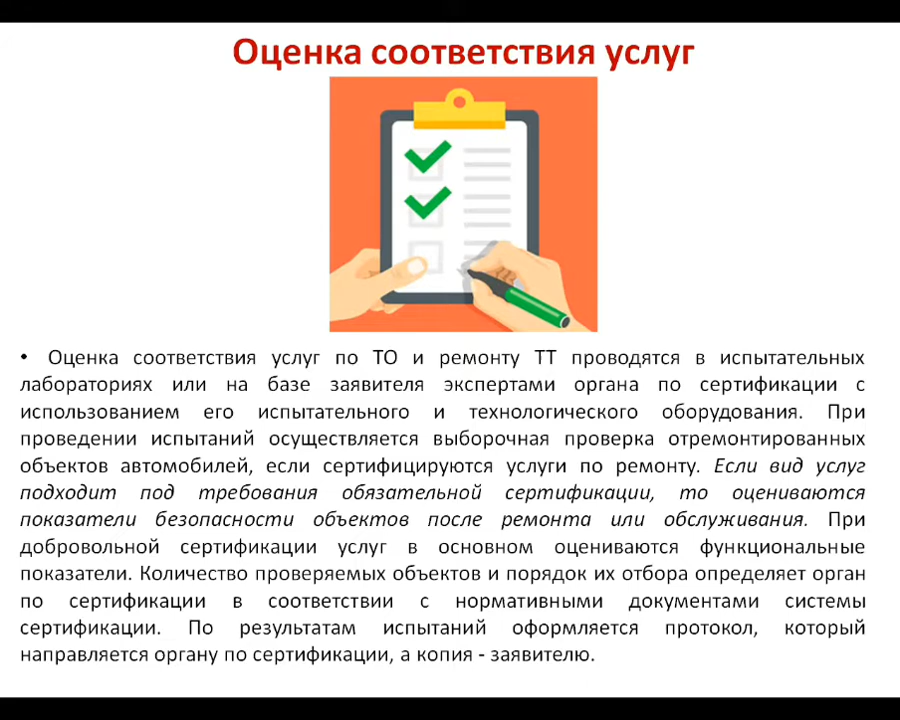 Оценка соответствия услуг
• Оценка соответствия услуг по ТО и ремонту ТТ проводятся в испытательных
лабораториях или на базе заявителя экспертами органа по сертификации с
использованием его испытательного и технологического оборудования. При
проведении испытаний осуществляется выборочная проверка отремонтированных
объектов автомобилей, если сертифицируются услуги по ремонту. Если вид услуг
подходит под требования обязательной сертификации, то оцениваются
показатели безопасности объектов после ремонта или обслуживания. При
добровольной сертификации услуг в основном оцениваются функциональные
показатели. Количество проверяемых объектов и порядок их отбора определяет орган
по сертификации в соответствии с нормативными документами системы
сертификации. По результатам испытаний оформляется протокол, который
направляется органу по сертификации, а копия - заявителю.